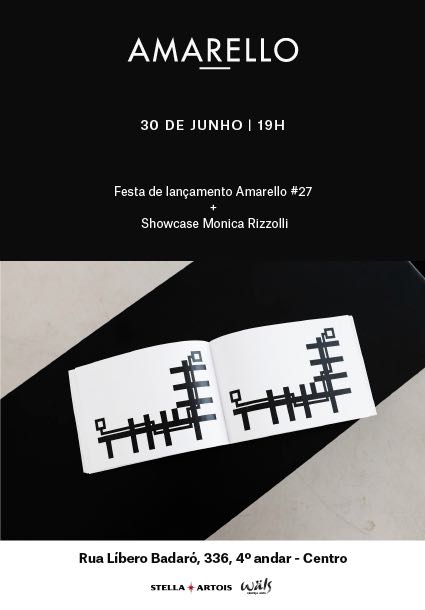 AMARELLO
30 DE JUNHO | 19H
Festa de lançamento Amarello #27
+
Showcase Monica Rizzolli
Rua Líbero Badaró, 336, 4º andar - Centro
STELLA ARTOIS Wäls